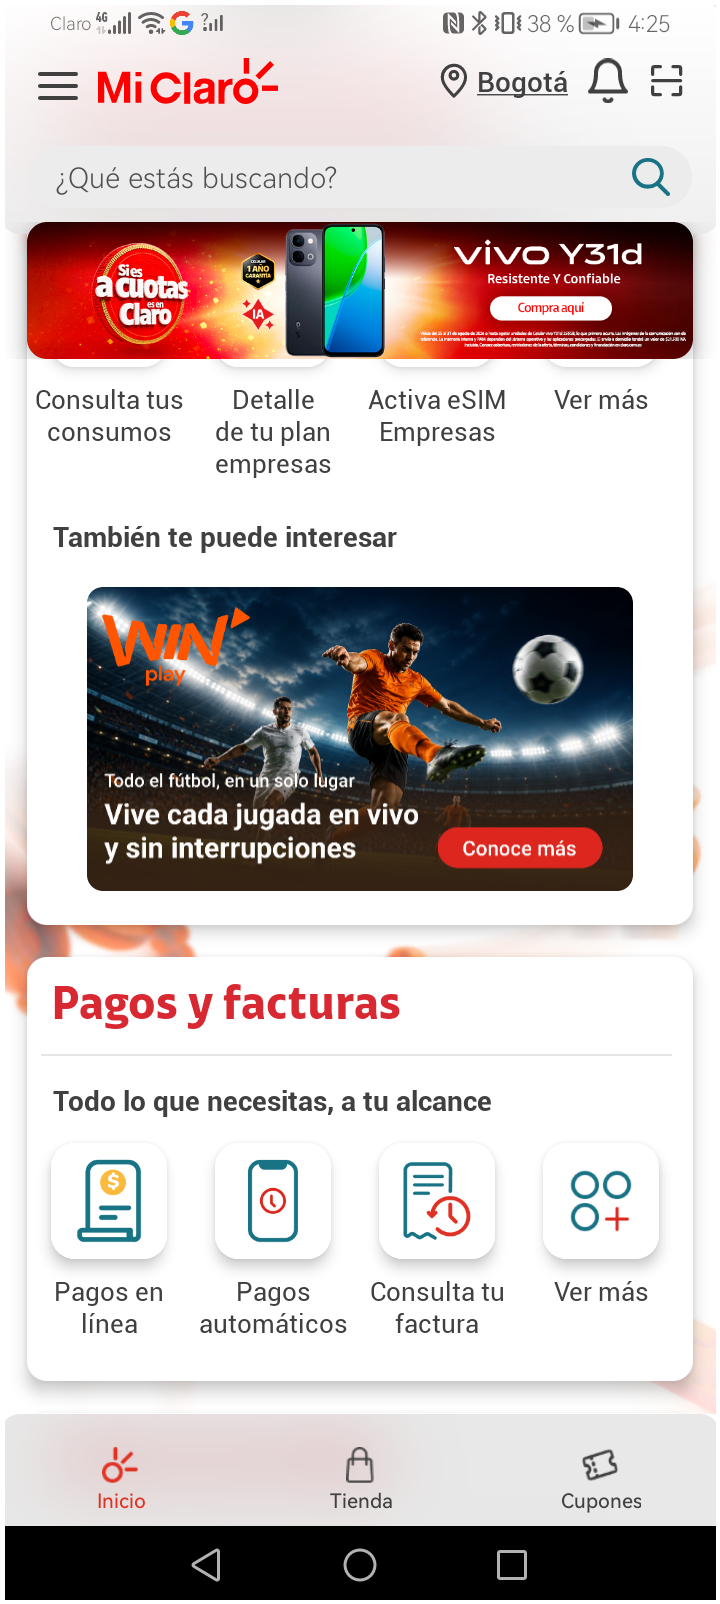 Claro 4G 38 % 4:25
Mi Claro Bogotá
¿Qué estás buscando?
Si es
a cuotas
es en
Claro
1 AÑO
GARANTÍA
IA
vivo Y31d
Resistente Y Confiable
Compra aquí
Consulta tus consumos
Detalle de tu plan empresas
Activa eSIM Empresas
Ver más
También te puede interesar
WIN
play
Todo el fútbol, en un solo lugar
Vive cada jugada en vivo
y sin interrupciones
Conoce más
Pagos y facturas
Todo lo que necesitas, a tu alcance
Pagos en línea
Pagos automáticos
Consulta tu factura
Ver más
Inicio Tienda Cupones